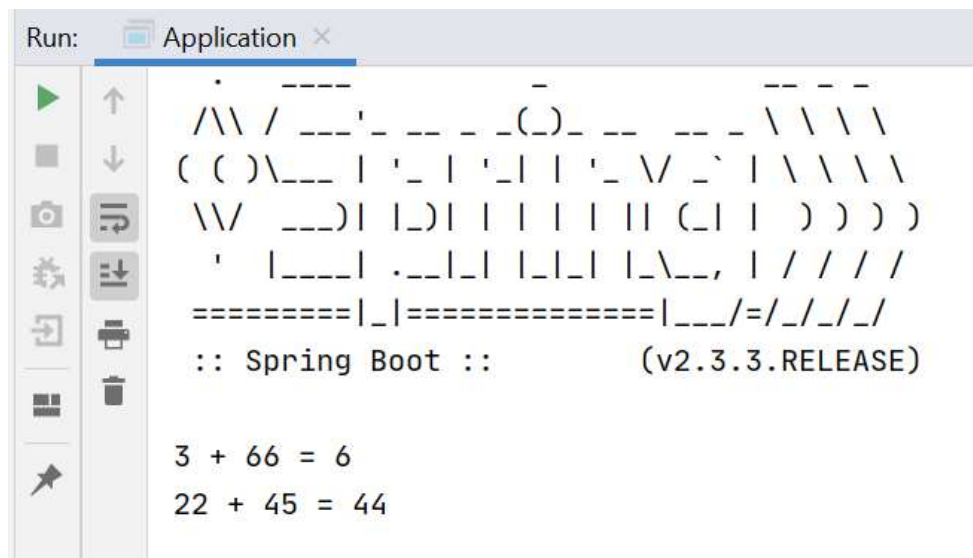 Run: Application ×
  .   ____          _            __ _ _
 /\\ / ___'_ __ _ _(_)_ __  __ _ \ \ \ \
( ( )\___ | '_ | '_| | '_ \/ _` | \ \ \ \
 \\/  ___)| |_)| | | | | || (_| |  ) ) ) )
  '  |____| .__|_| |_|_| |_\__, | / / / /
 =========|_|==============|___/=/_/_/_/
 :: Spring Boot ::        (v2.3.3.RELEASE)
3 + 66 = 6
22 + 45 = 44